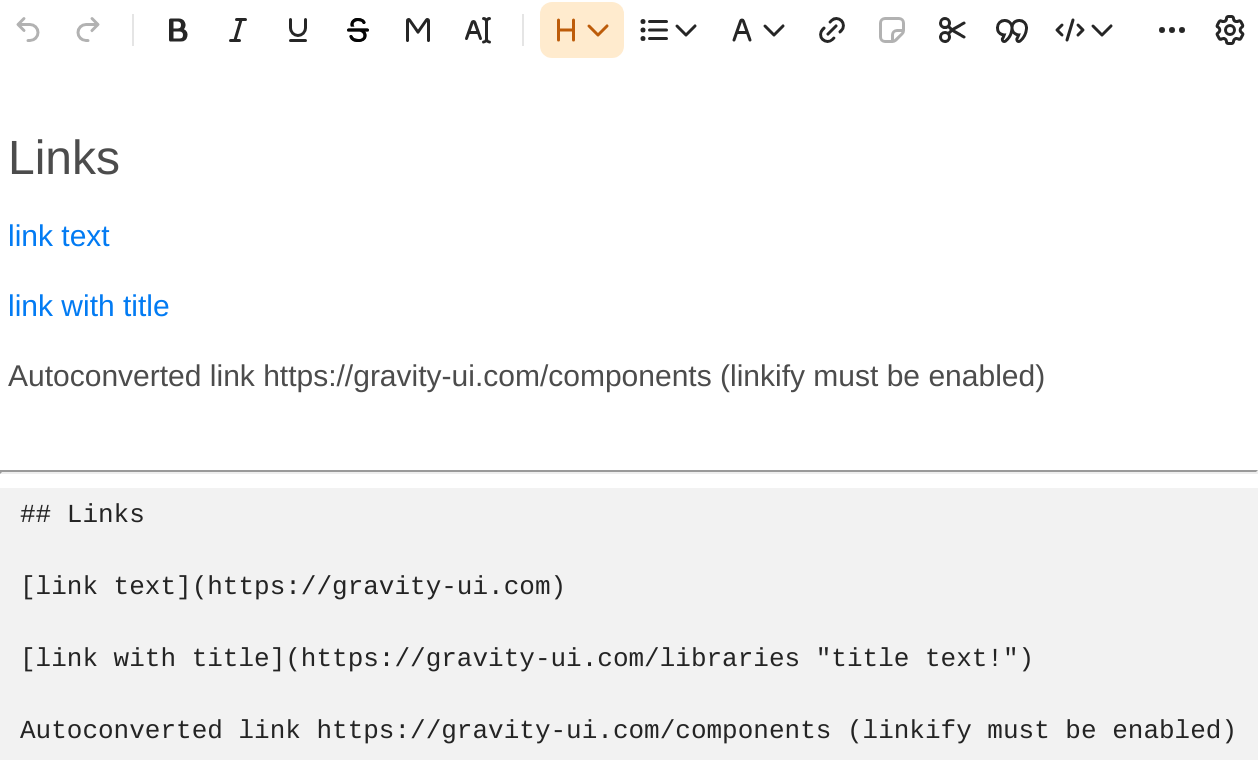 Links
link text
link with title
Autoconverted link https://gravity-ui.com/components (linkify must be enabled)
## Links
[link text](https://gravity-ui.com)
[link with title](https://gravity-ui.com/libraries "title text!")
Autoconverted link https://gravity-ui.com/components (linkify must be enabled)